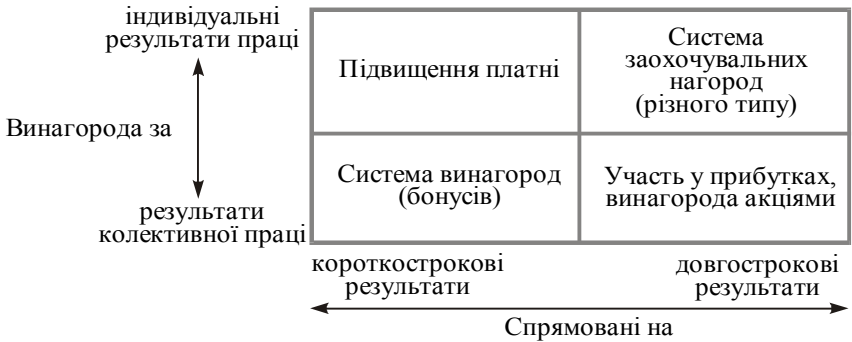 індивідуальні
результати праці
Винагорода за
результати
колективної праці
Підвищення платні
Система
заохочувальних
нагород
(різного типу)
Система винагород
(бонусів)
Участь у прибутках,
винагорода акціями
короткострокові
результати
довгострокові
результати
Спрямовані на